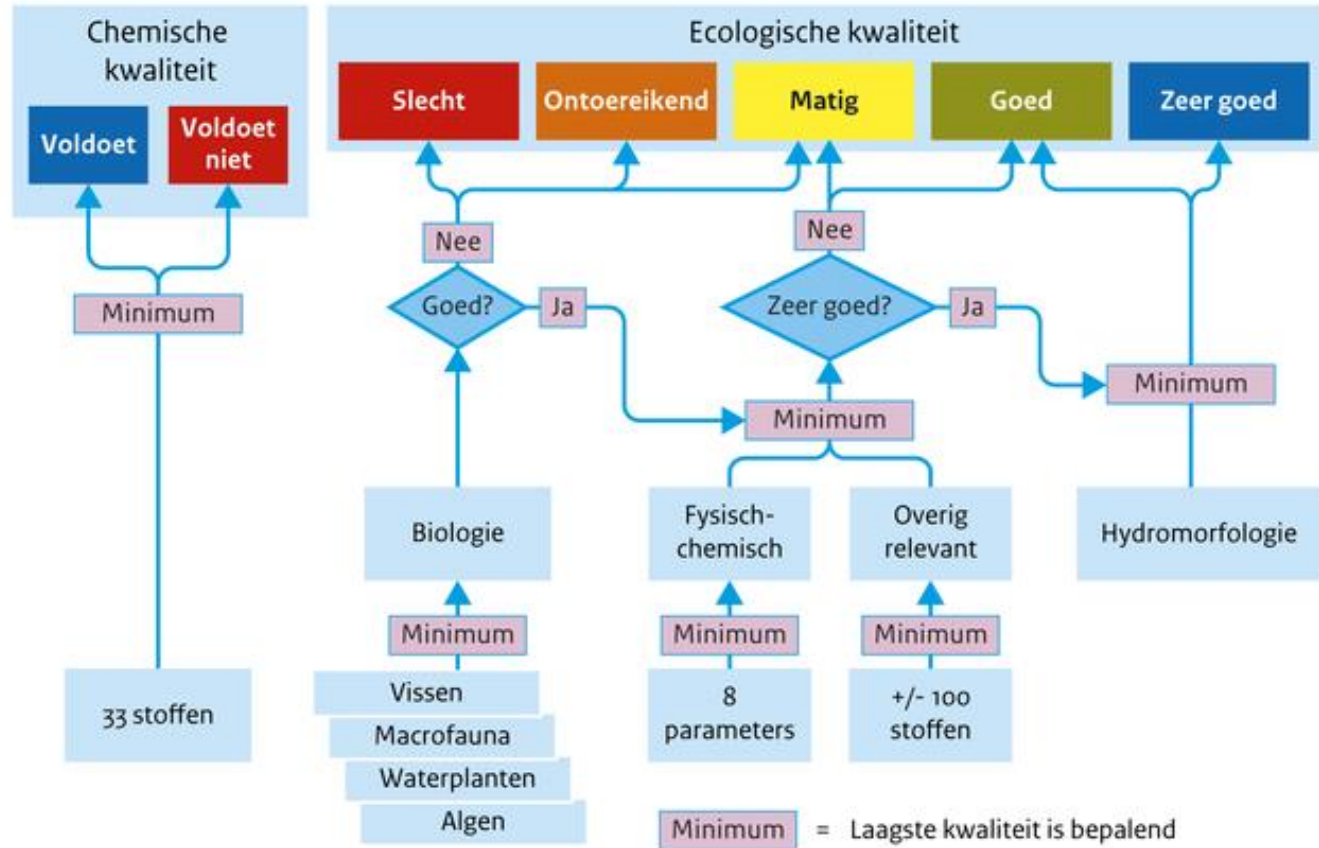 Chemische
kwaliteit
Voldoet
Voldoet
niet
Minimum
33 stoffen
Ecologische kwaliteit
Slecht
Ontoereikend
Matig
Goed
Zeer goed
Nee
Goed?
Ja
Nee
Zeer goed?
Ja
Minimum
Minimum
Biologie
Fysisch-
chemisch
Overig
relevant
Hydromorfologie
Minimum
Minimum
Minimum
Vissen
Macrofauna
Waterplanten
Algen
8
parameters
+/- 100
stoffen
Minimum = Laagste kwaliteit is bepalend